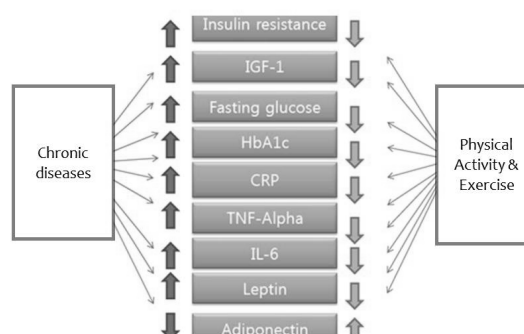 Insulin resistance
IGF-1
Fasting glucose
HbA1c
CRP
TNF-Alpha
IL-6
Leptin
Adiponectin
Chronic
diseases
Physical
Activity &
Exercise